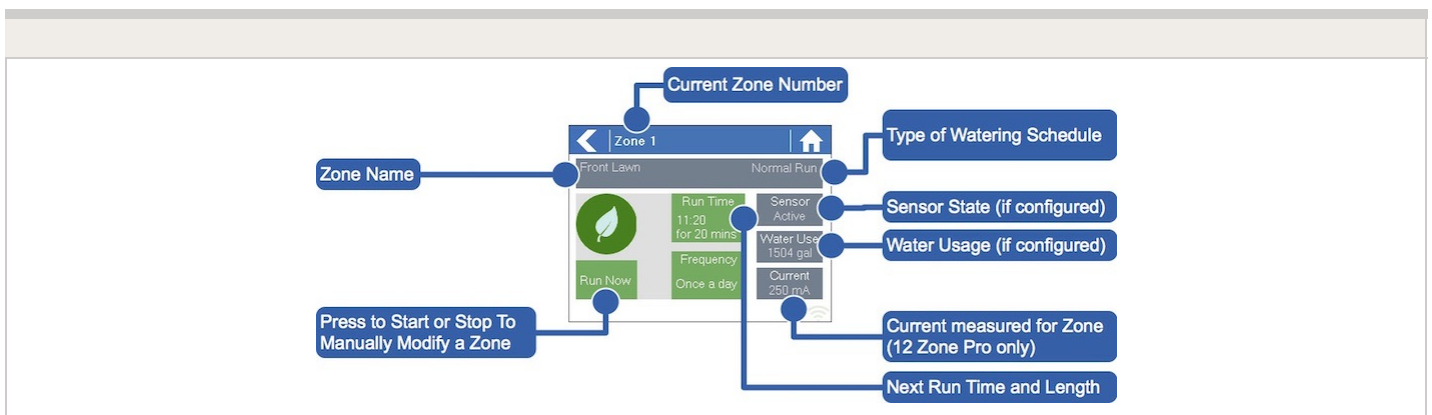 Current Zone Number
Type of Watering Schedule
Zone 1
Zone Name
Front Lawn
Normal Run
Run Time
11:20
for 20 mins
Sensor
Active
Sensor State (if configured)
Water Use
1504 gal
Water Usage (if configured)
Frequency
Once a day
Run Now
Current
250 mA
Press to Start or Stop To
Manually Modify a Zone
Current measured for Zone
(12 Zone Pro only)
Next Run Time and Length